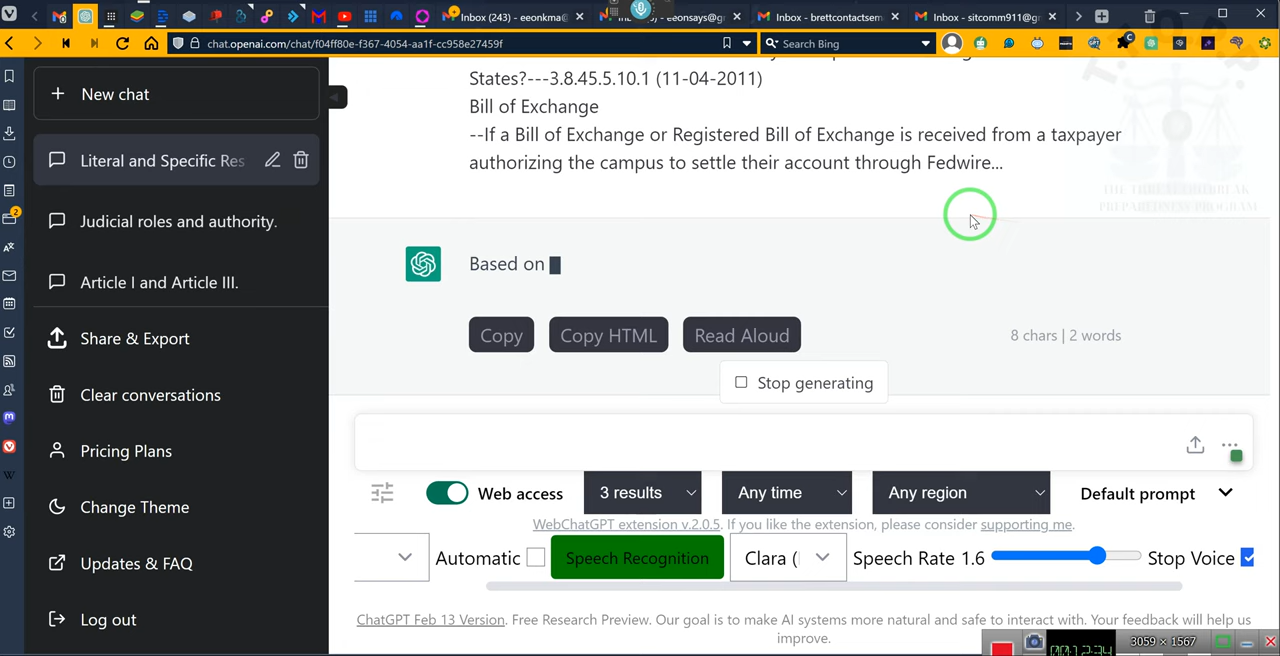 Inbox (243) - eeonkma@
Inbox - eeonsays@gr
Inbox - brettcontactsem
Inbox - sitcomm911@gr
chat.openai.com/chat/f04ff80e-f367-4054-aa1f-cc958e27459f
Search Bing
New chat
Literal and Specific Res
Judicial roles and authority.
Article I and Article III.
Share & Export
Clear conversations
Pricing Plans
Change Theme
Updates & FAQ
Log out
States?---3.8.45.5.10.1 (11-04-2011)
Bill of Exchange
--If a Bill of Exchange or Registered Bill of Exchange is received from a taxpayer
authorizing the campus to settle their account through Fedwire...
PREPAREDNESS PROGRAM
Based on
Copy
Copy HTML
Read Aloud
8 chars | 2 words
Stop generating
Web access
3 results
Any time
Any region
Default prompt
WebChatGPT extension v.2.0.5. If you like the extension, please consider supporting me.
Automatic
Speech Recognition
Clara (
Speech Rate 1.6
Stop Voice
ChatGPT Feb 13 Version. Free Research Preview. Our goal is to make AI systems more natural and safe to interact with. Your feedback will help us
improve.
3059 × 1567